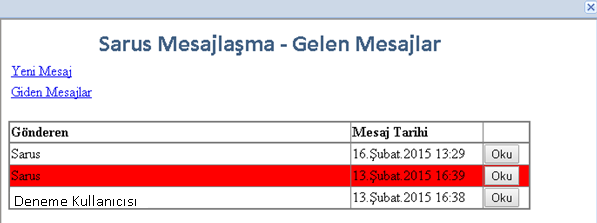 Sarus Mesajlaşma - Gelen Mesajlar
Yeni Mesaj
Giden Mesajlar
Gönderen Mesaj Tarihi
Sarus 16.Şubat.2015 13:29 Oku
Sarus 13.Şubat.2015 16:39 Oku
Deneme Kullanıcısı 13.Şubat.2015 16:38 Oku